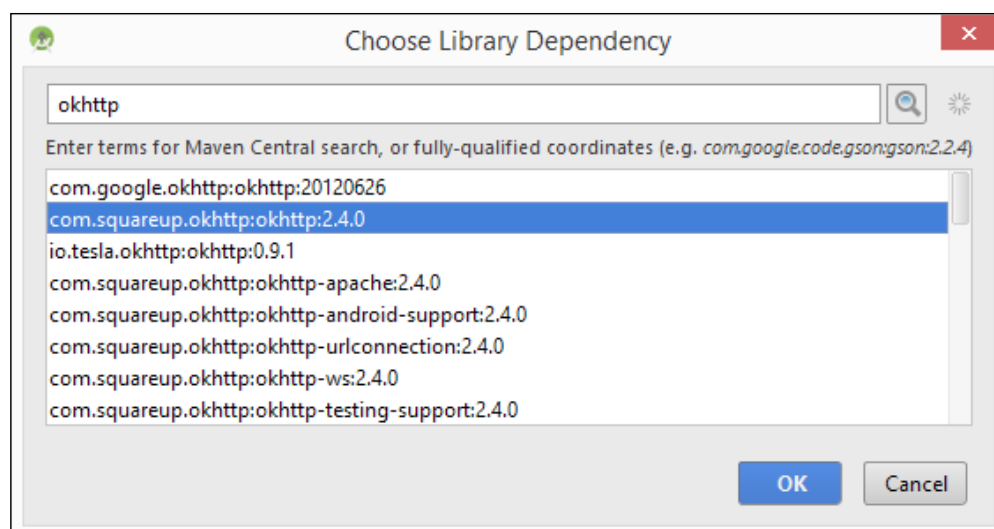 Choose Library Dependency
okhttp
Enter terms for Maven Central search, or fully-qualified coordinates (e.g. com.google.code.gson:gson:2.2.4)
com.google.okhttp:okhttp:20120626
com.squareup.okhttp:okhttp:2.4.0
io.tesla.okhttp:okhttp:0.9.1
com.squareup.okhttp:okhttp-apache:2.4.0
com.squareup.okhttp:okhttp-android-support:2.4.0
com.squareup.okhttp:okhttp-urlconnection:2.4.0
com.squareup.okhttp:okhttp-ws:2.4.0
com.squareup.okhttp:okhttp-testing-support:2.4.0
OK Cancel